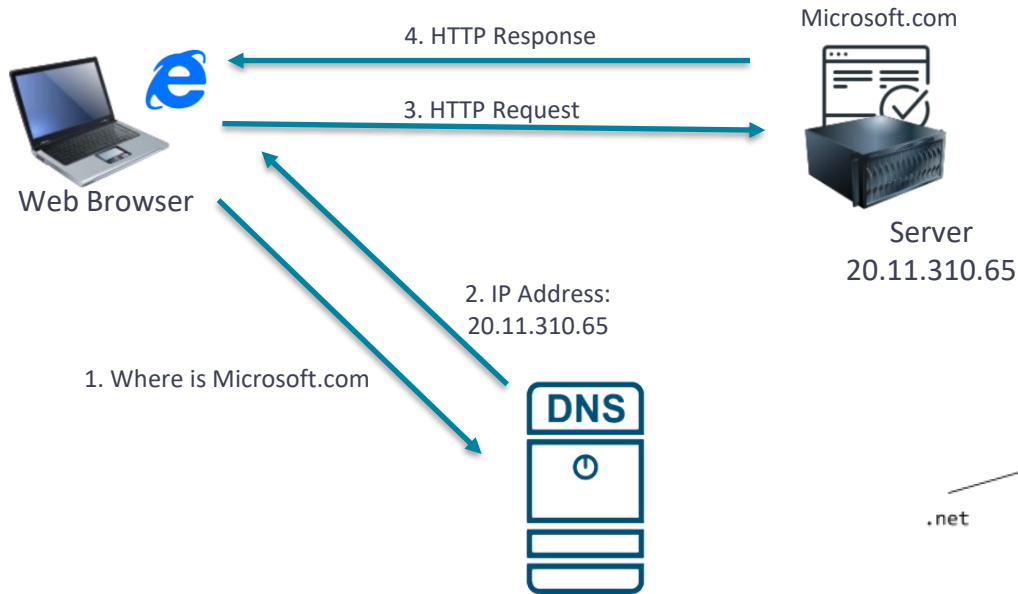 Microsoft.com
4. HTTP Response
3. HTTP Request
Web Browser
Server
20.11.310.65
2. IP Address:
20.11.310.65
1. Where is Microsoft.com
DNS
.net